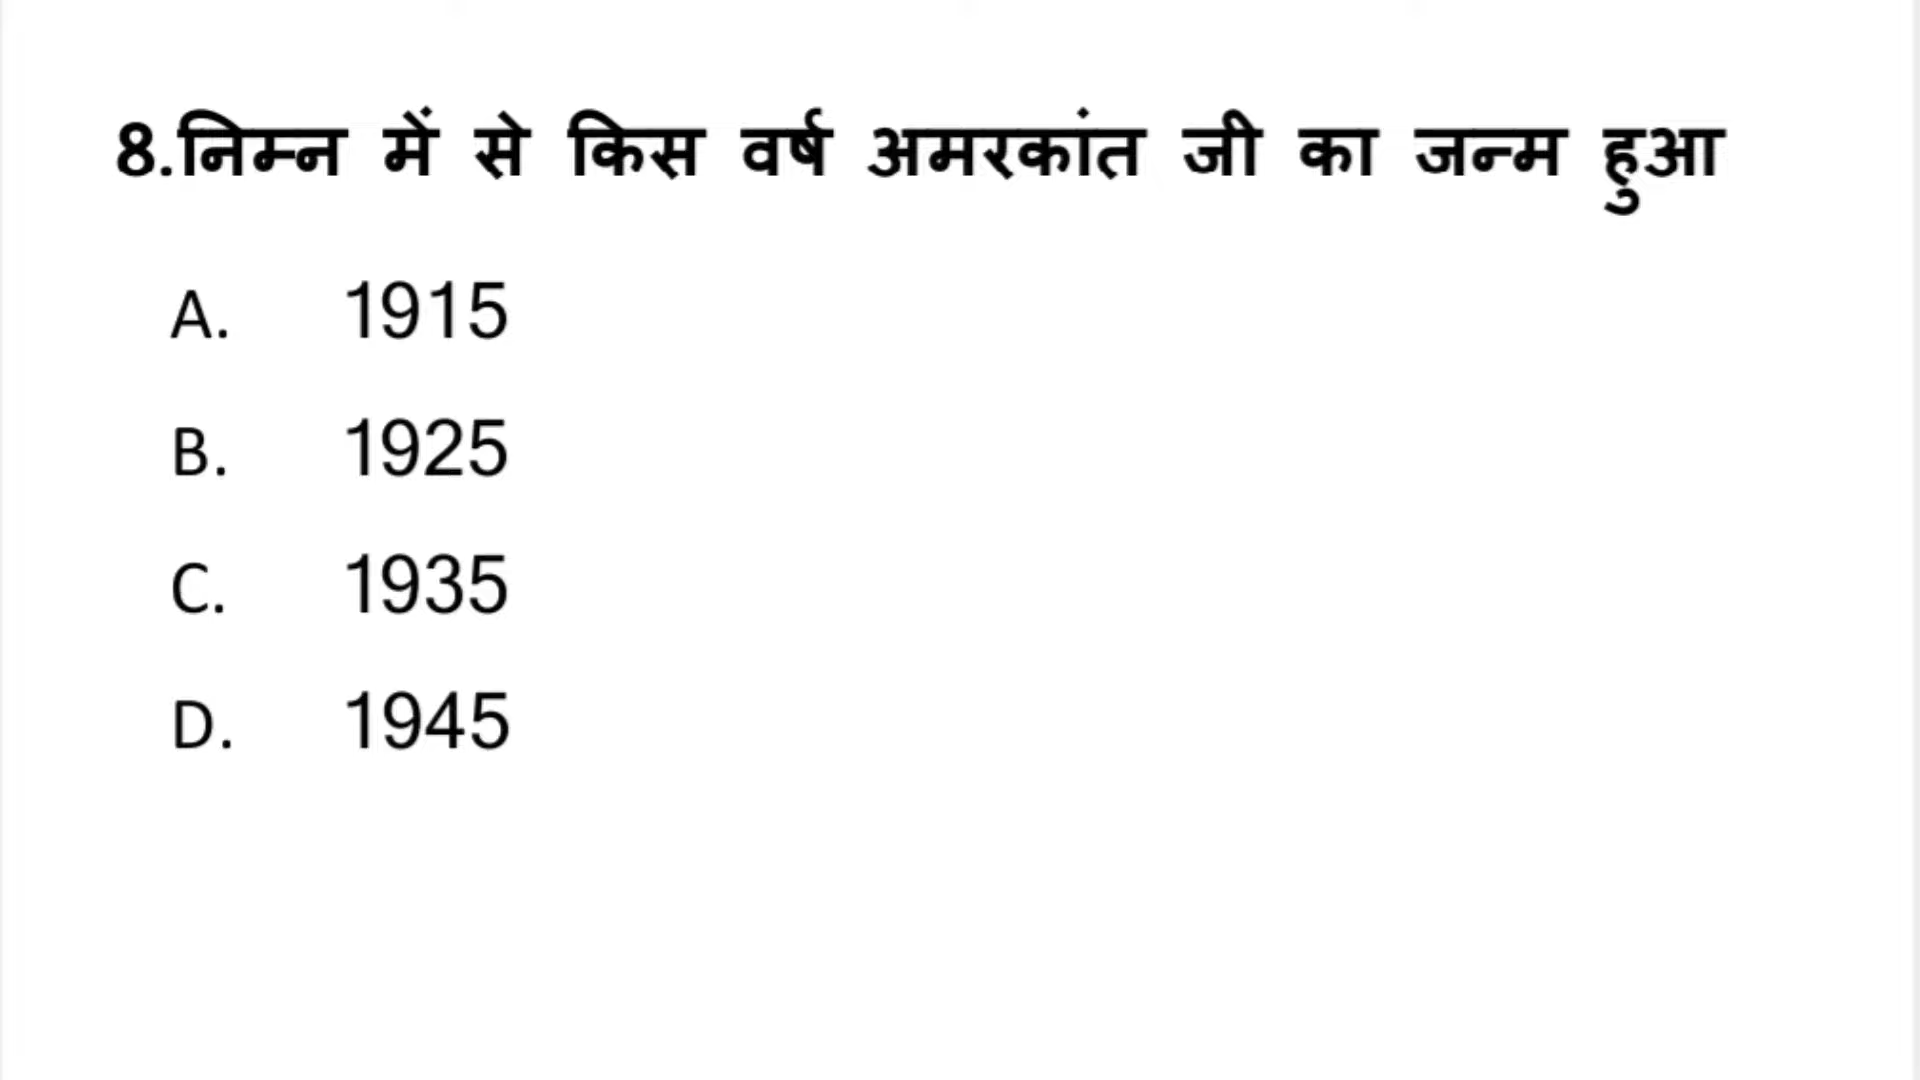 8.निम्न में से किस वर्ष अमरकांत जी का जन्म हुआ
A. 1915
B. 1925
C. 1935
D. 1945